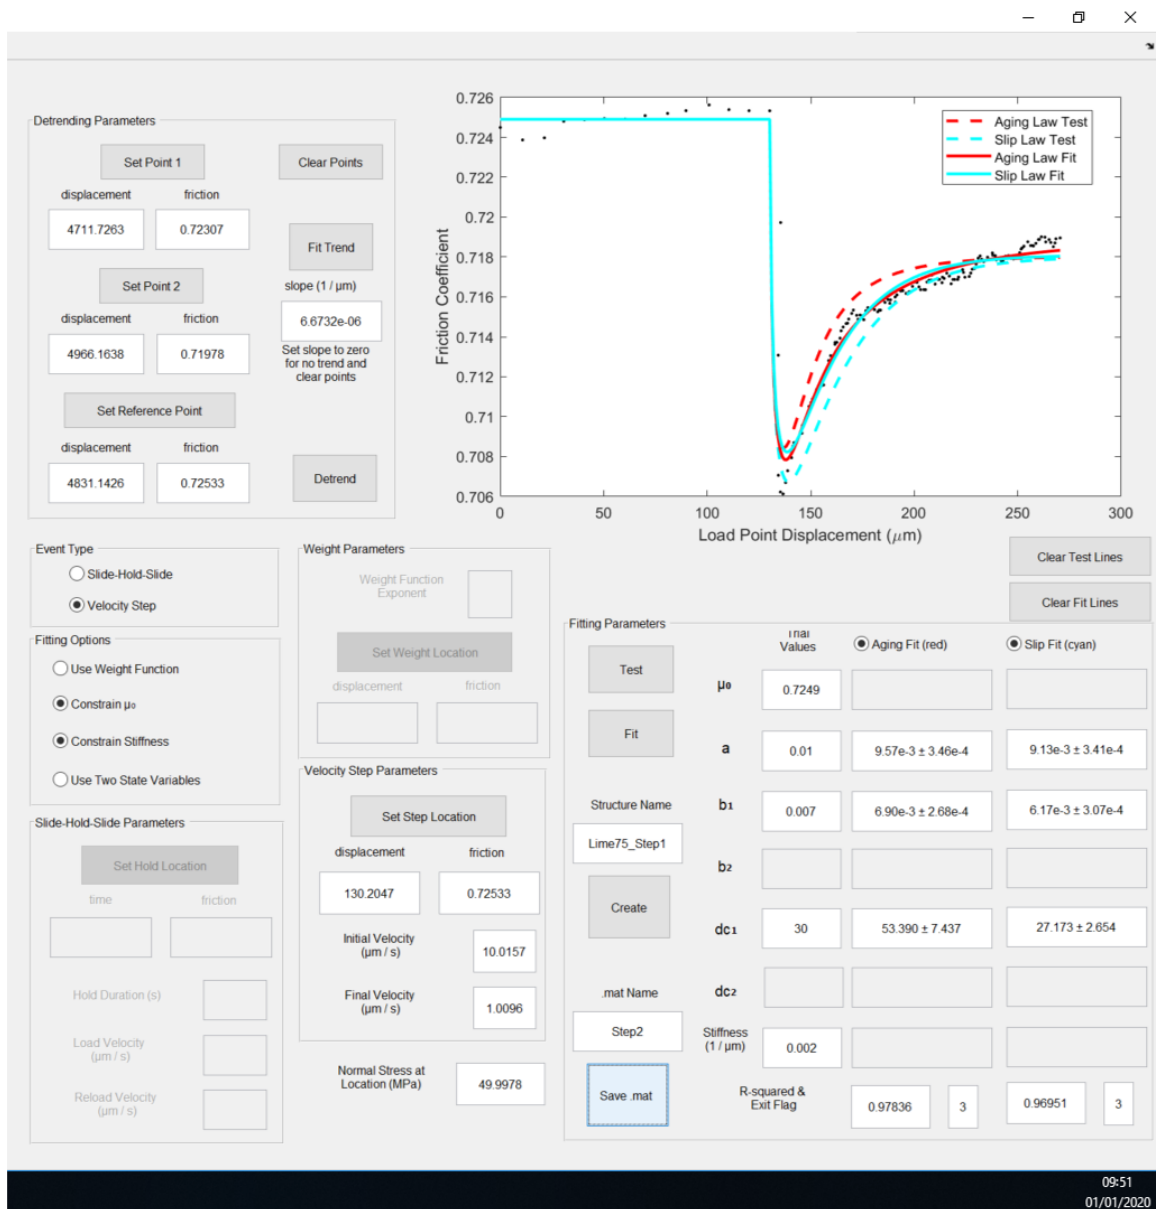 Detrending Parameters
Set Point 1
Clear Points
displacement friction
4711.7263 0.72307
Fit Trend
Set Point 2
slope (1 / μm)
displacement friction
6.6732e-06
4966.1638 0.71978
Set slope to zero
for no trend and
clear points
Set Reference Point
displacement friction
4831.1426 0.72533
Detrend
0.726
0.724
0.722
0.72
0.718
0.716
0.714
0.712
0.71
0.708
0.706
Friction Coefficient
0 50 100 150 200 250 300
Load Point Displacement (μm)
Aging Law Test
Slip Law Test
Aging Law Fit
Slip Law Fit
Clear Test Lines
Clear Fit Lines
Event Type
Slide-Hold-Slide
Velocity Step
Fitting Options
Use Weight Function
Constrain μ₀
Constrain Stiffness
Use Two State Variables
Slide-Hold-Slide Parameters
Set Hold Location
time friction
Hold Duration (s)
Load Velocity
(μm / s)
Reload Velocity
(μm / s)
Weight Parameters
Weight Function
Exponent
Set Weight Location
displacement friction
Velocity Step Parameters
Set Step Location
displacement friction
130.2047 0.72533
Initial Velocity
(μm / s)
10.0157
Final Velocity
(μm / s)
1.0096
Normal Stress at
Location (MPa)
49.9978
Fitting Parameters
Trial
Values
Aging Fit (red)
Slip Fit (cyan)
Test
μ₀ 0.7249
Fit
a 0.01 9.57e-3 ± 3.46e-4 9.13e-3 ± 3.41e-4
Structure Name
b₁ 0.007 6.90e-3 ± 2.68e-4 6.17e-3 ± 3.07e-4
Lime75_Step1
b₂
Create
dc₁ 30 53.390 ± 7.437 27.173 ± 2.654
.mat Name
dc₂
Step2
Stiffness
(1 / μm)
0.002
Save .mat
R-squared &
Exit Flag
0.97836 3 0.96951 3
09:51
01/01/2020